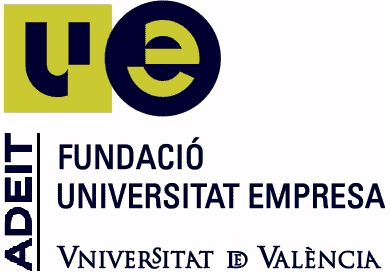 ue
ADEIT
FUNDACIÓ
UNIVERSITAT EMPRESA
VNIVERSITAT DE VALÈNCIA